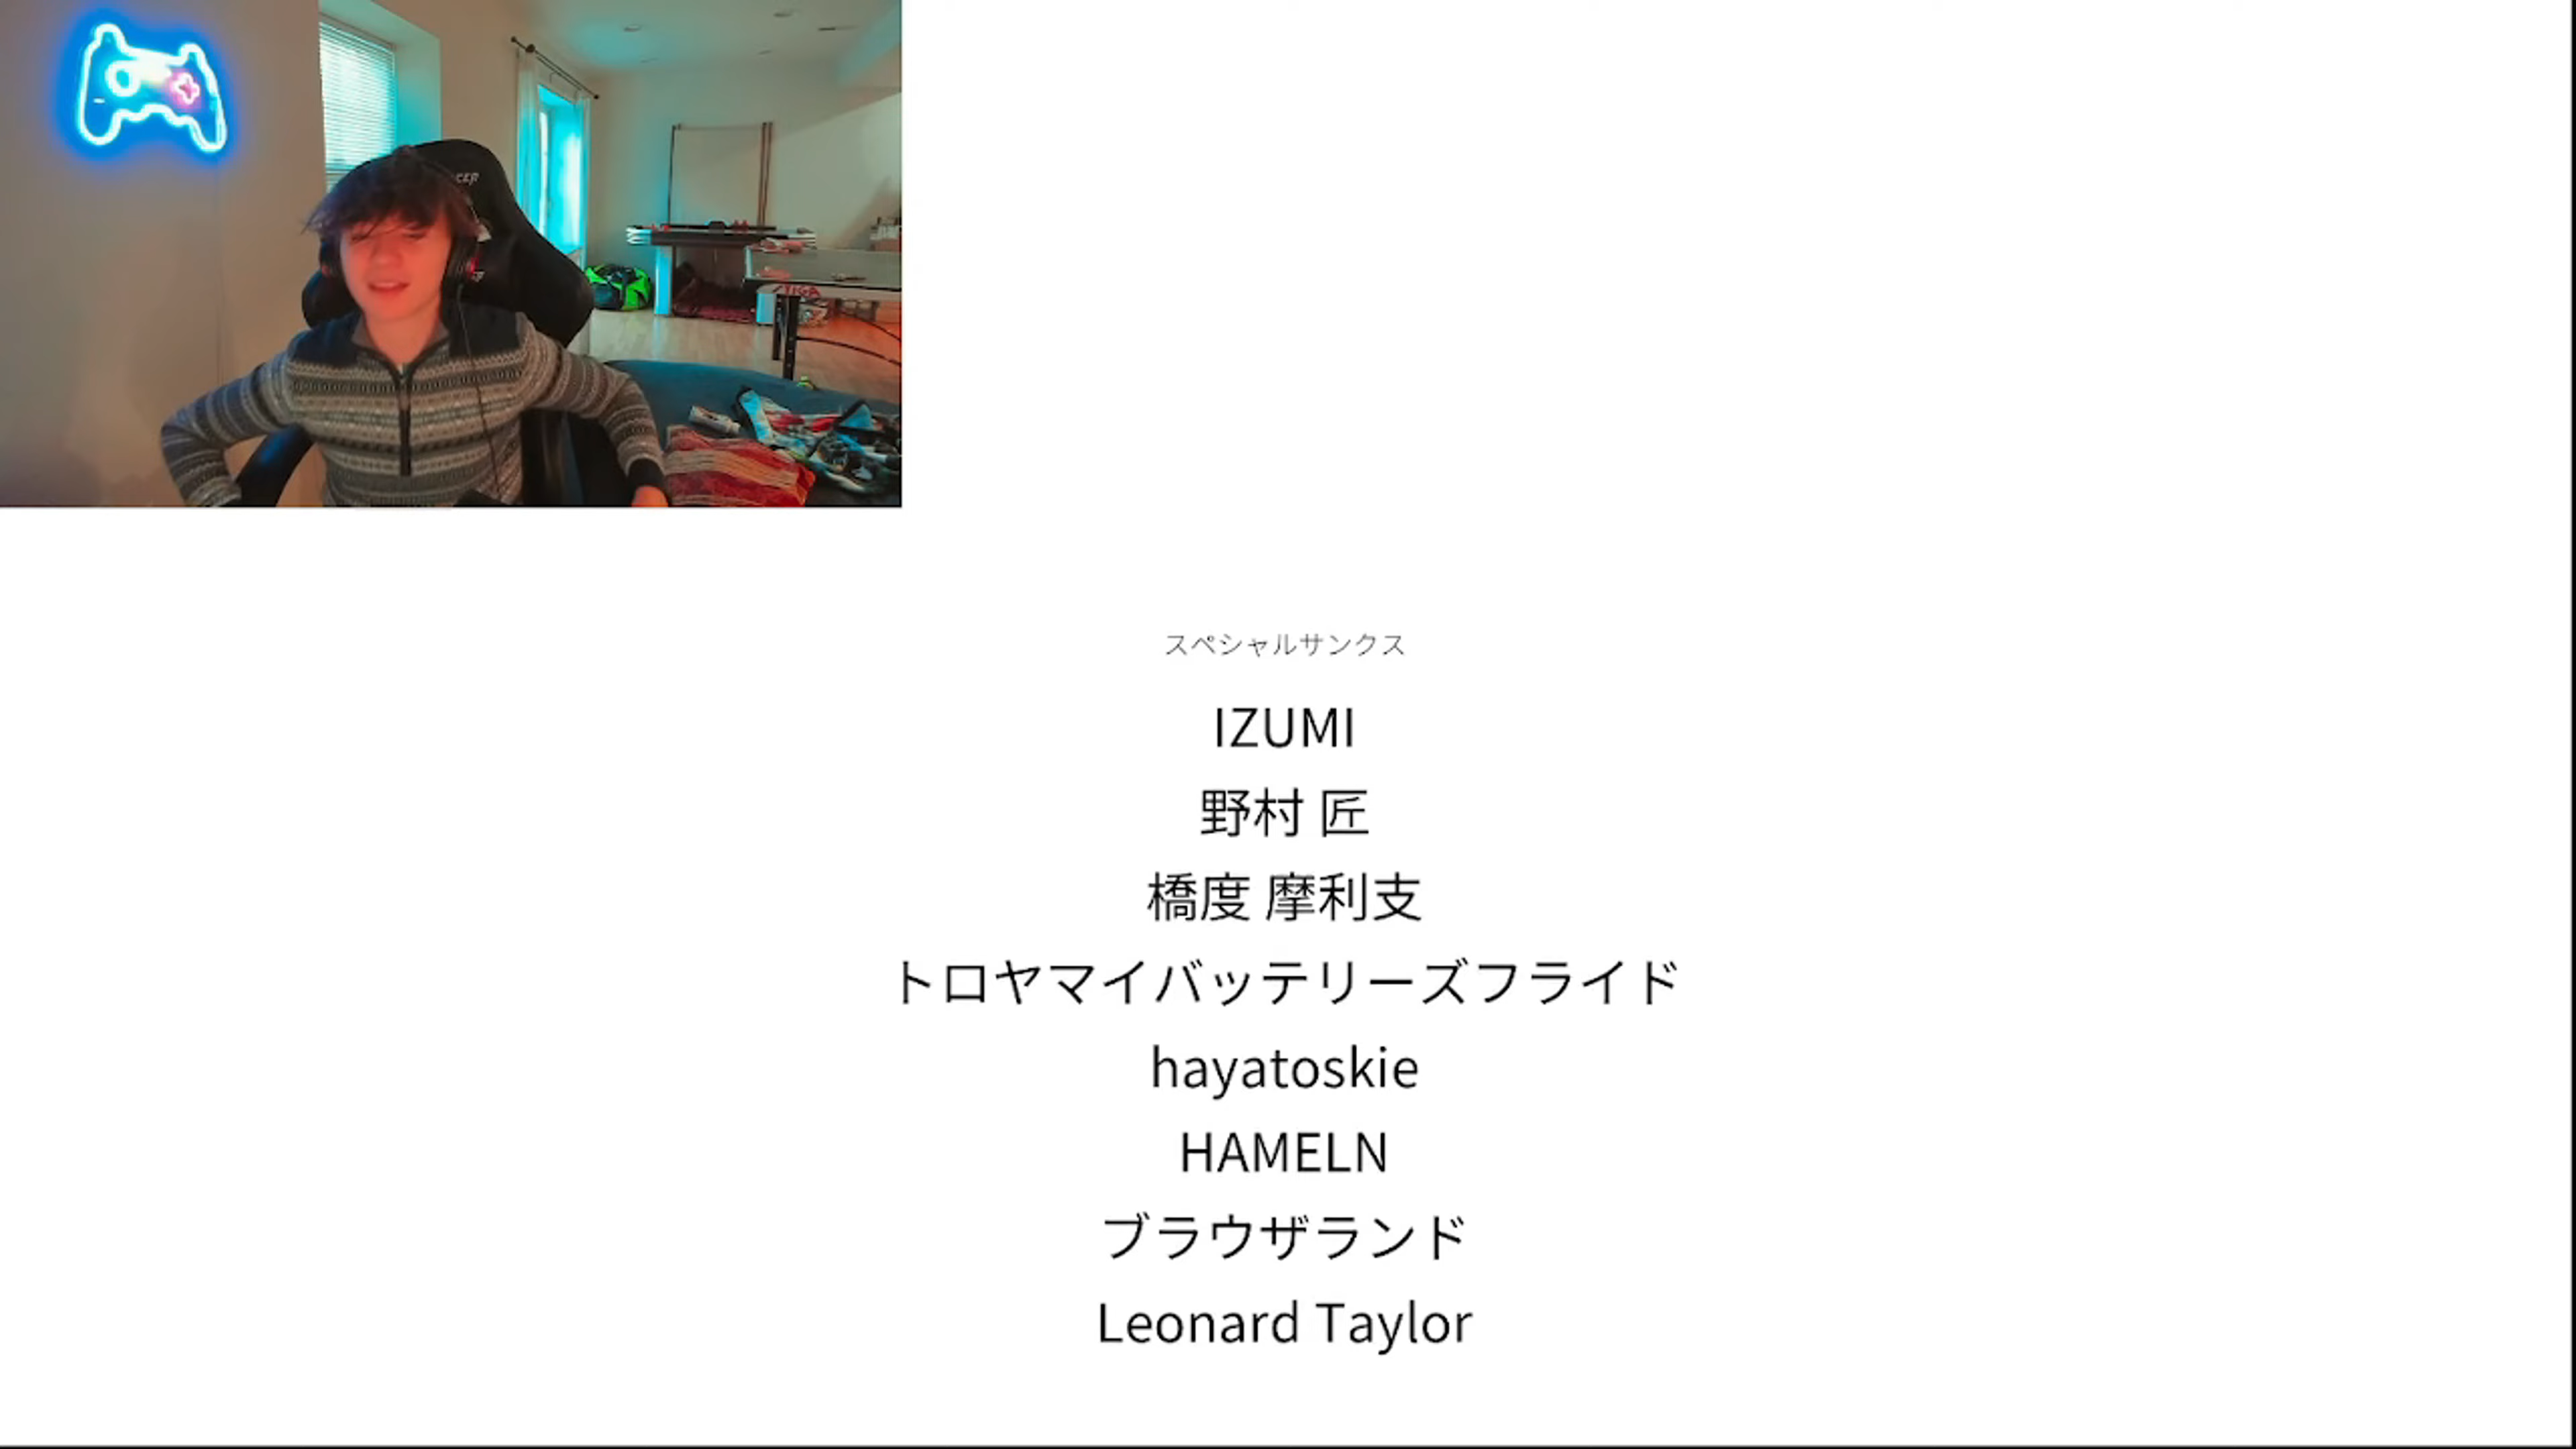 STIGA
スペシャルサンクス
IZUMI
野村 匠
橋度 摩利支
トロヤマイバッテリーズフライド
hayatoskie
HAMELN
ブラウザランド
Leonard Taylor